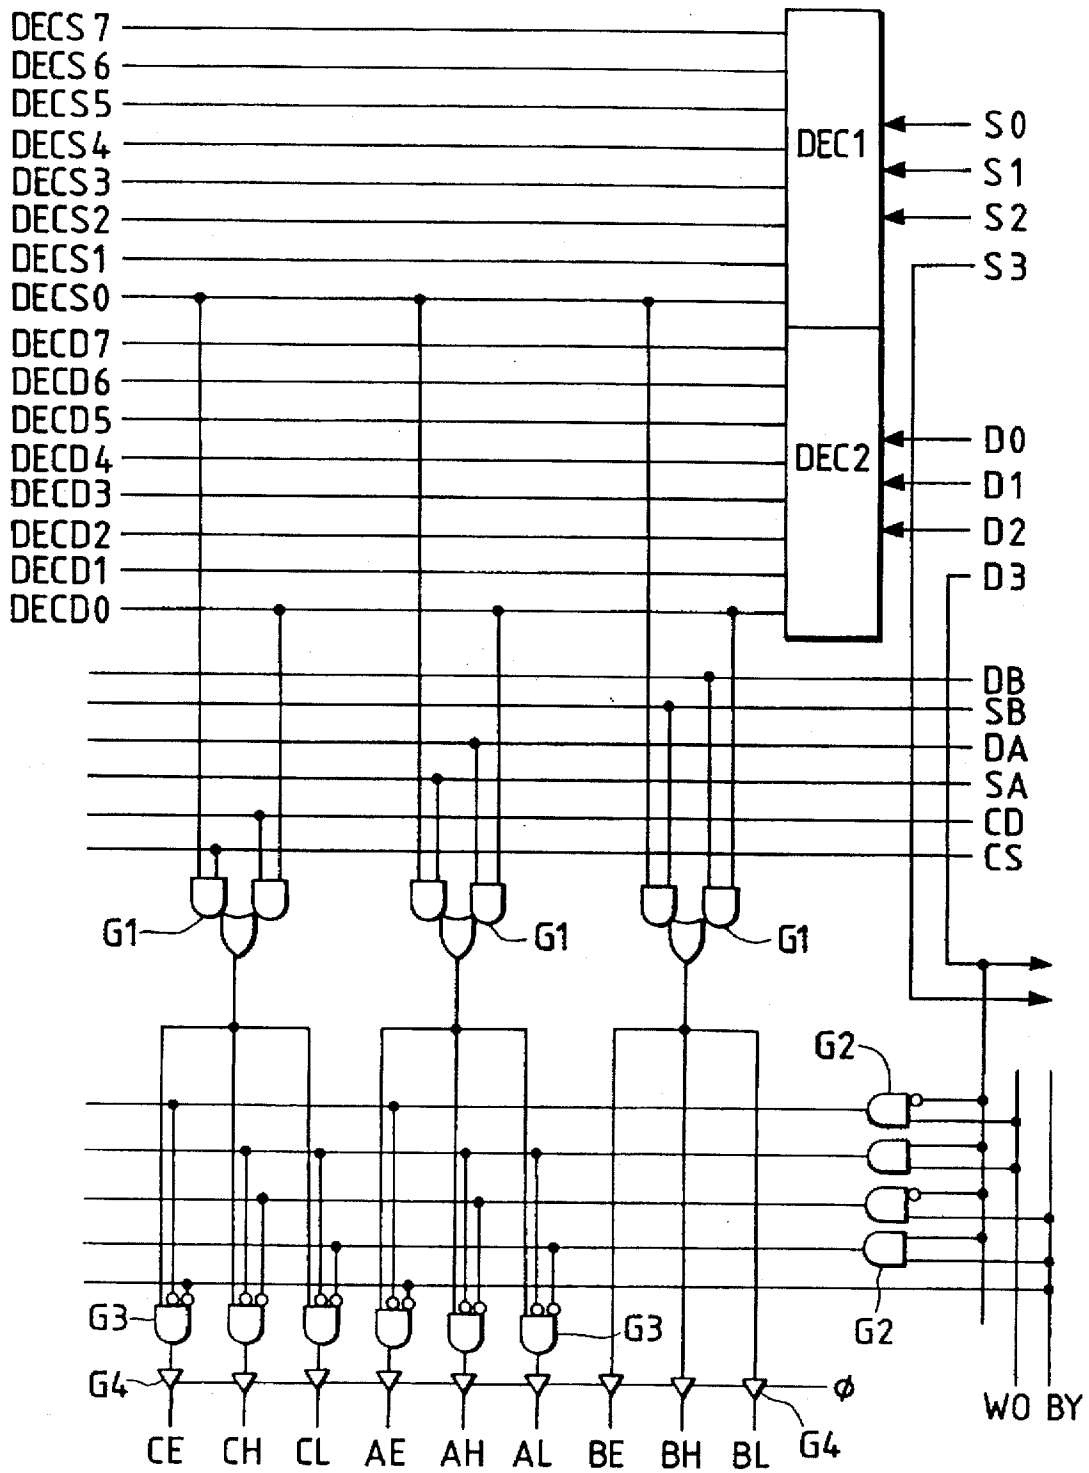 DECS7
DECS6
DECS5
DECS4
DECS3
DECS2
DECS1
DECS0
DECD7
DECD6
DECD5
DECD4
DECD3
DECD2
DECD1
DECD0
DEC1
DEC2
S0
S1
S2
S3
D0
D1
D2
D3
DB
SB
DA
SA
CD
CS
G1
G1
G1
G2
G2
G3
G3
G4
G4
ϕ
WO BY
CE CH CL AE AH AL BE BH BL